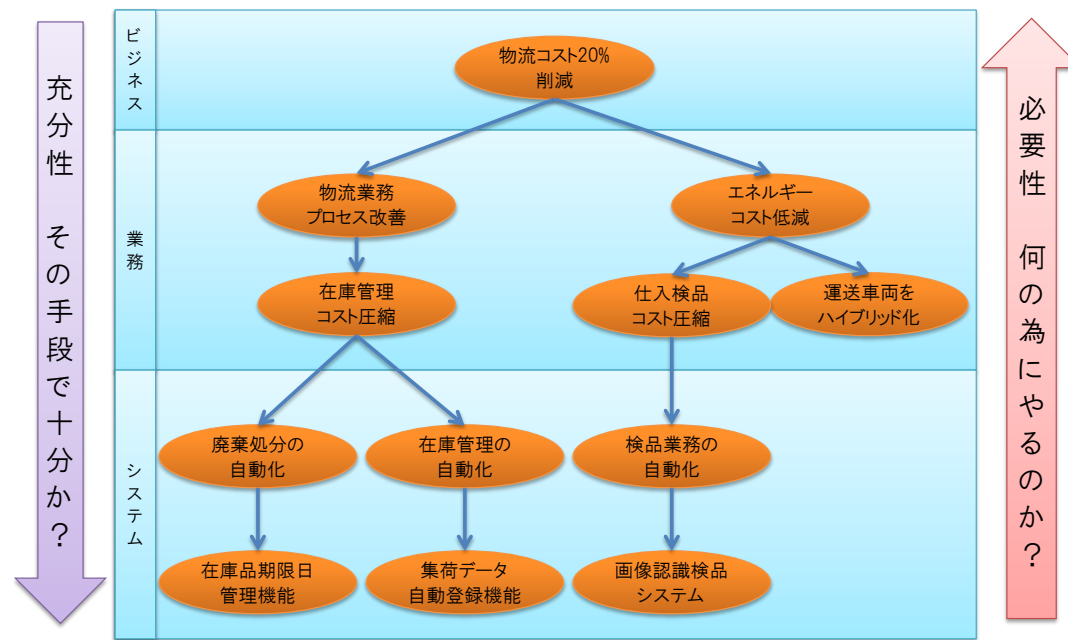 充分性 その手段で十分か？
ビジネス
物流コスト20%
削減
業務
物流業務
プロセス改善
エネルギー
コスト低減
在庫管理
コスト圧縮
仕入検品
コスト圧縮
運送車両を
ハイブリッド化
システム
廃棄処分の
自動化
在庫管理の
自動化
検品業務の
自動化
在庫品期限日
管理機能
集荷データ
自動登録機能
画像認識検品
システム
必要性 何の為にやるのか？